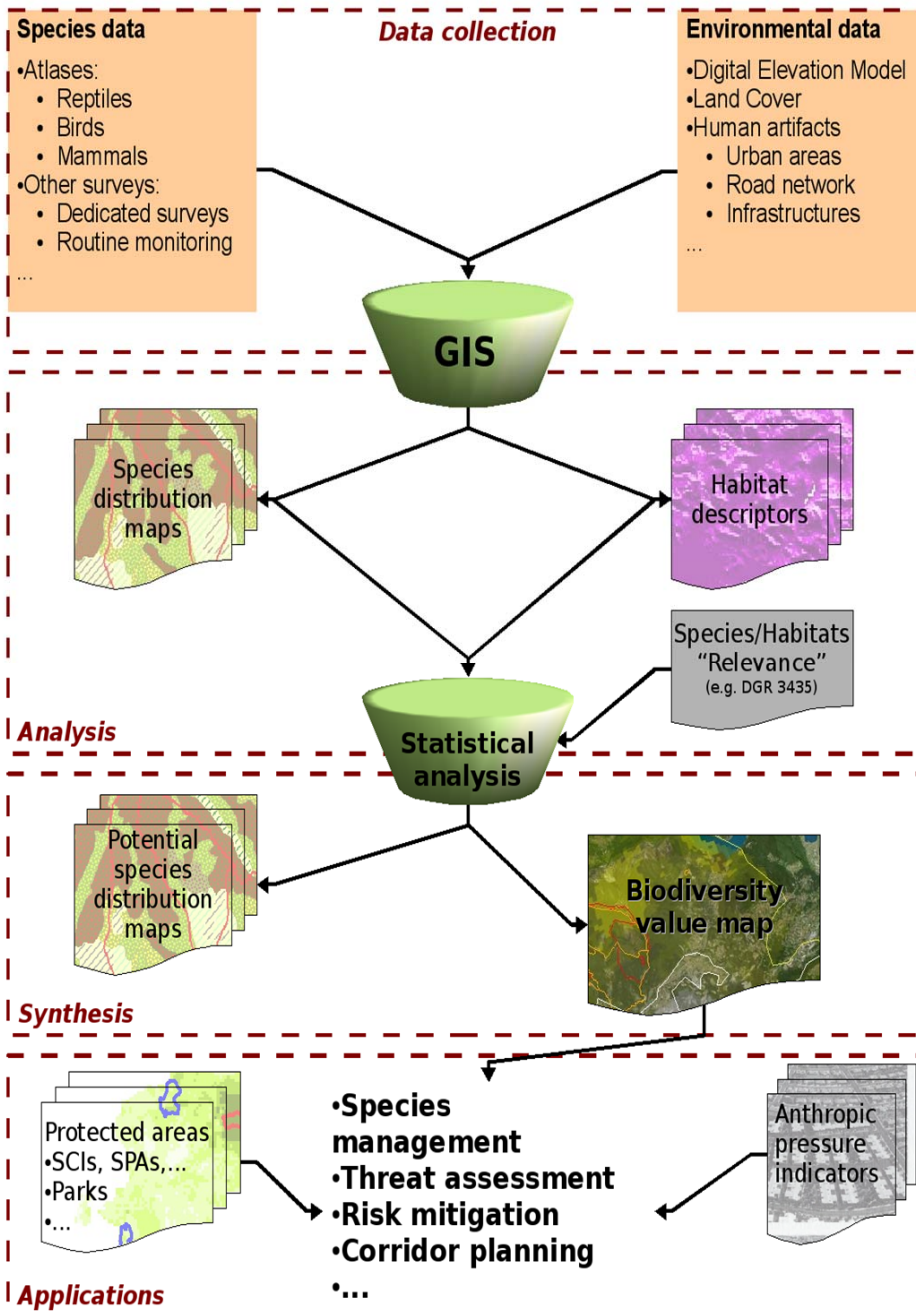 Data collection
Species data
•Atlases:
• Reptiles
• Birds
• Mammals
•Other surveys:
• Dedicated surveys
• Routine monitoring
...
Environmental data
•Digital Elevation Model
•Land Cover
•Human artifacts
• Urban areas
• Road network
• Infrastructures
...
GIS
Species
distribution
maps
Habitat
descriptors
Species/Habitats
“Relevance”
(e.g. DGR 3435)
Analysis
Statistical
analysis
Potential
species
distribution
maps
Biodiversity
value map
Synthesis
Protected areas
•SCIs, SPAs,...
•Parks
•...
•Species
management
•Threat assessment
•Risk mitigation
•Corridor planning
•...
Anthropic
pressure
indicators
Applications